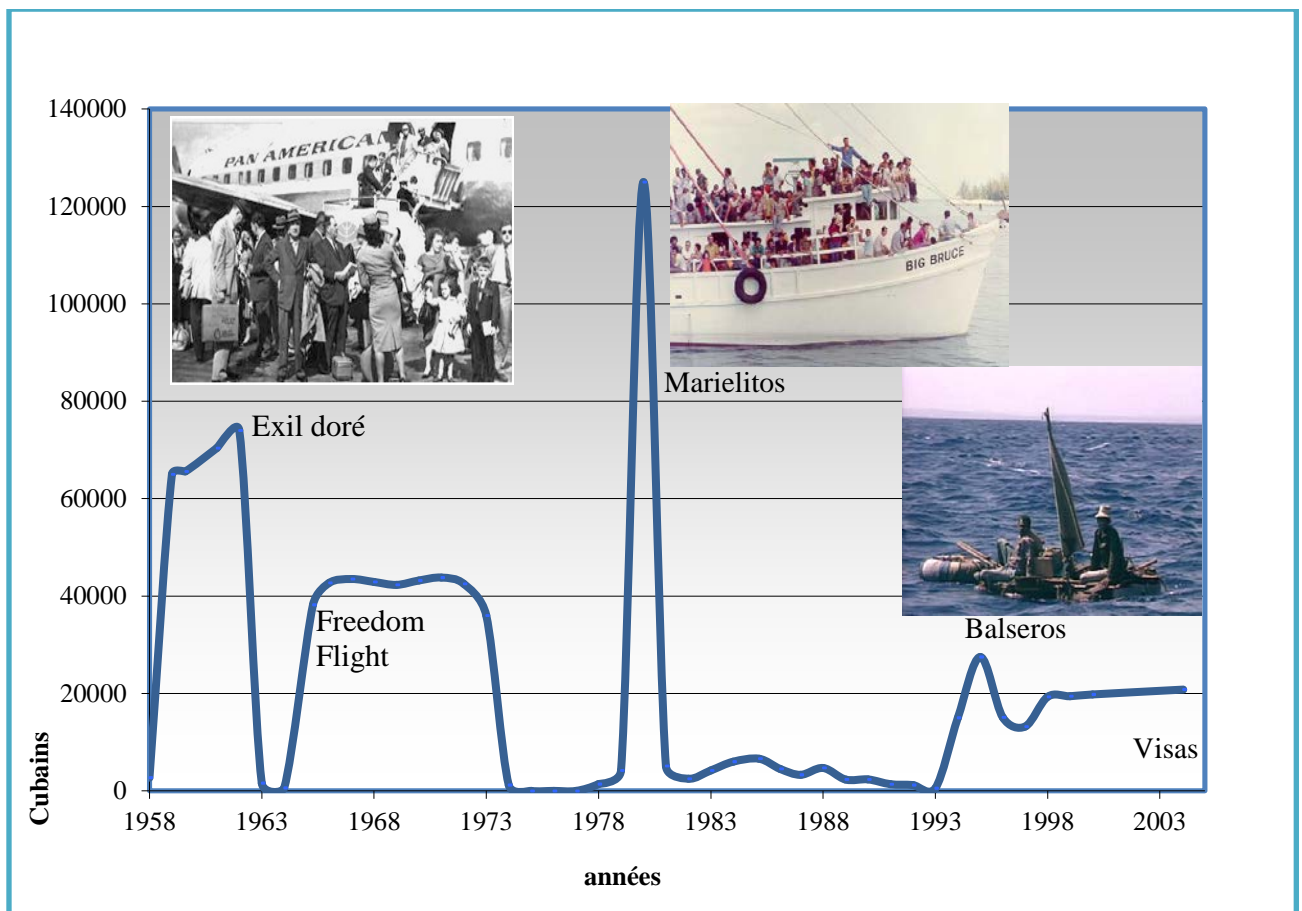 140000
120000
100000
80000
60000
40000
20000
0
Cubains
1958
1963
1968
1973
1978
1983
1988
1993
1998
2003
années
PAN AMERICAN
Exil doré
Freedom
Flight
BIG BRUCE
Marielitos
Balseros
Visas